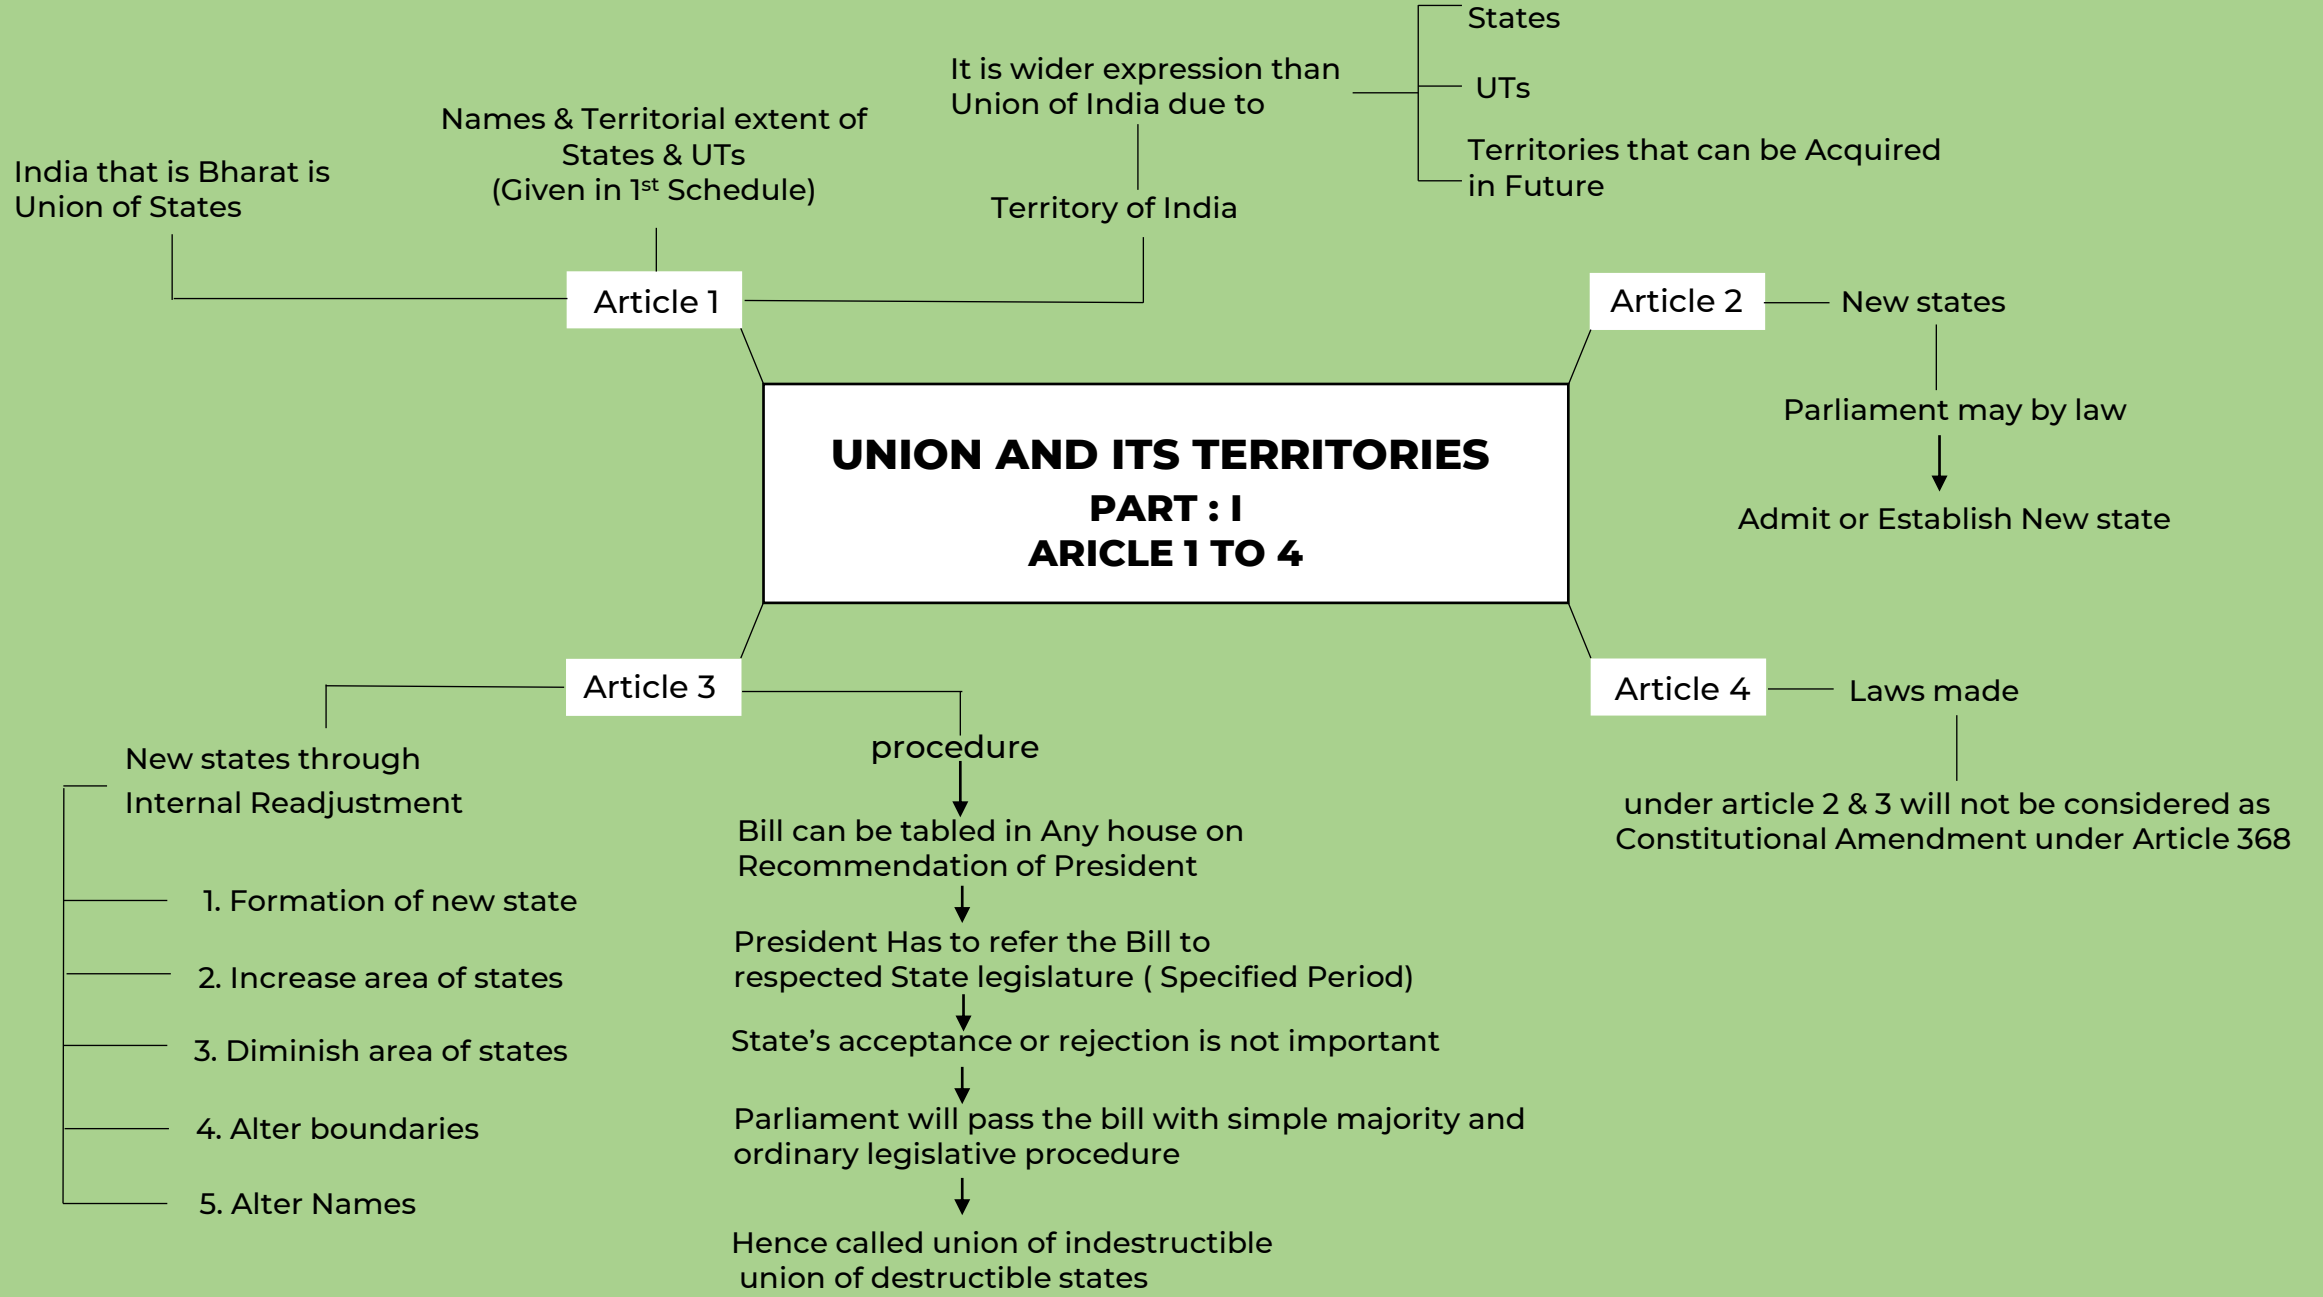 India that is Bharat is
Union of States
Names & Territorial extent of
States & UTs
(Given in 1st Schedule)
It is wider expression than
Union of India due to
States
UTs
Territories that can be Acquired
in Future
Territory of India
Article 1
Article 2
New states
Parliament may by law
Admit or Establish New state
UNION AND ITS TERRITORIES
PART : I
ARICLE 1 TO 4
Article 3
New states through
Internal Readjustment
1. Formation of new state
2. Increase area of states
3. Diminish area of states
4. Alter boundaries
5. Alter Names
procedure
Bill can be tabled in Any house on
Recommendation of President
President Has to refer the Bill to
respected State legislature ( Specified Period)
State’s acceptance or rejection is not important
Parliament will pass the bill with simple majority and
ordinary legislative procedure
Hence called union of indestructible
union of destructible states
Article 4
Laws made
under article 2 & 3 will not be considered as
Constitutional Amendment under Article 368